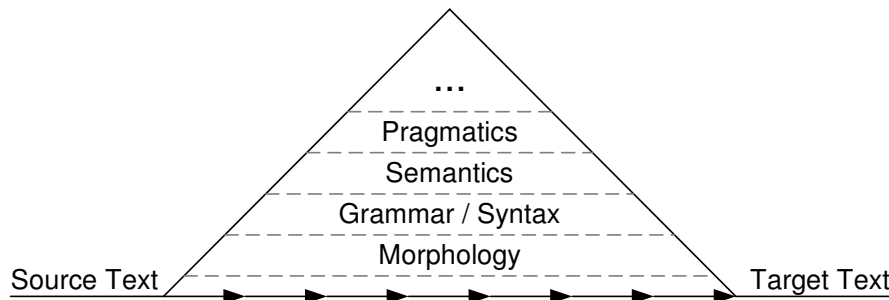 ...
Pragmatics
Semantics
Grammar / Syntax
Morphology
Source Text Target Text